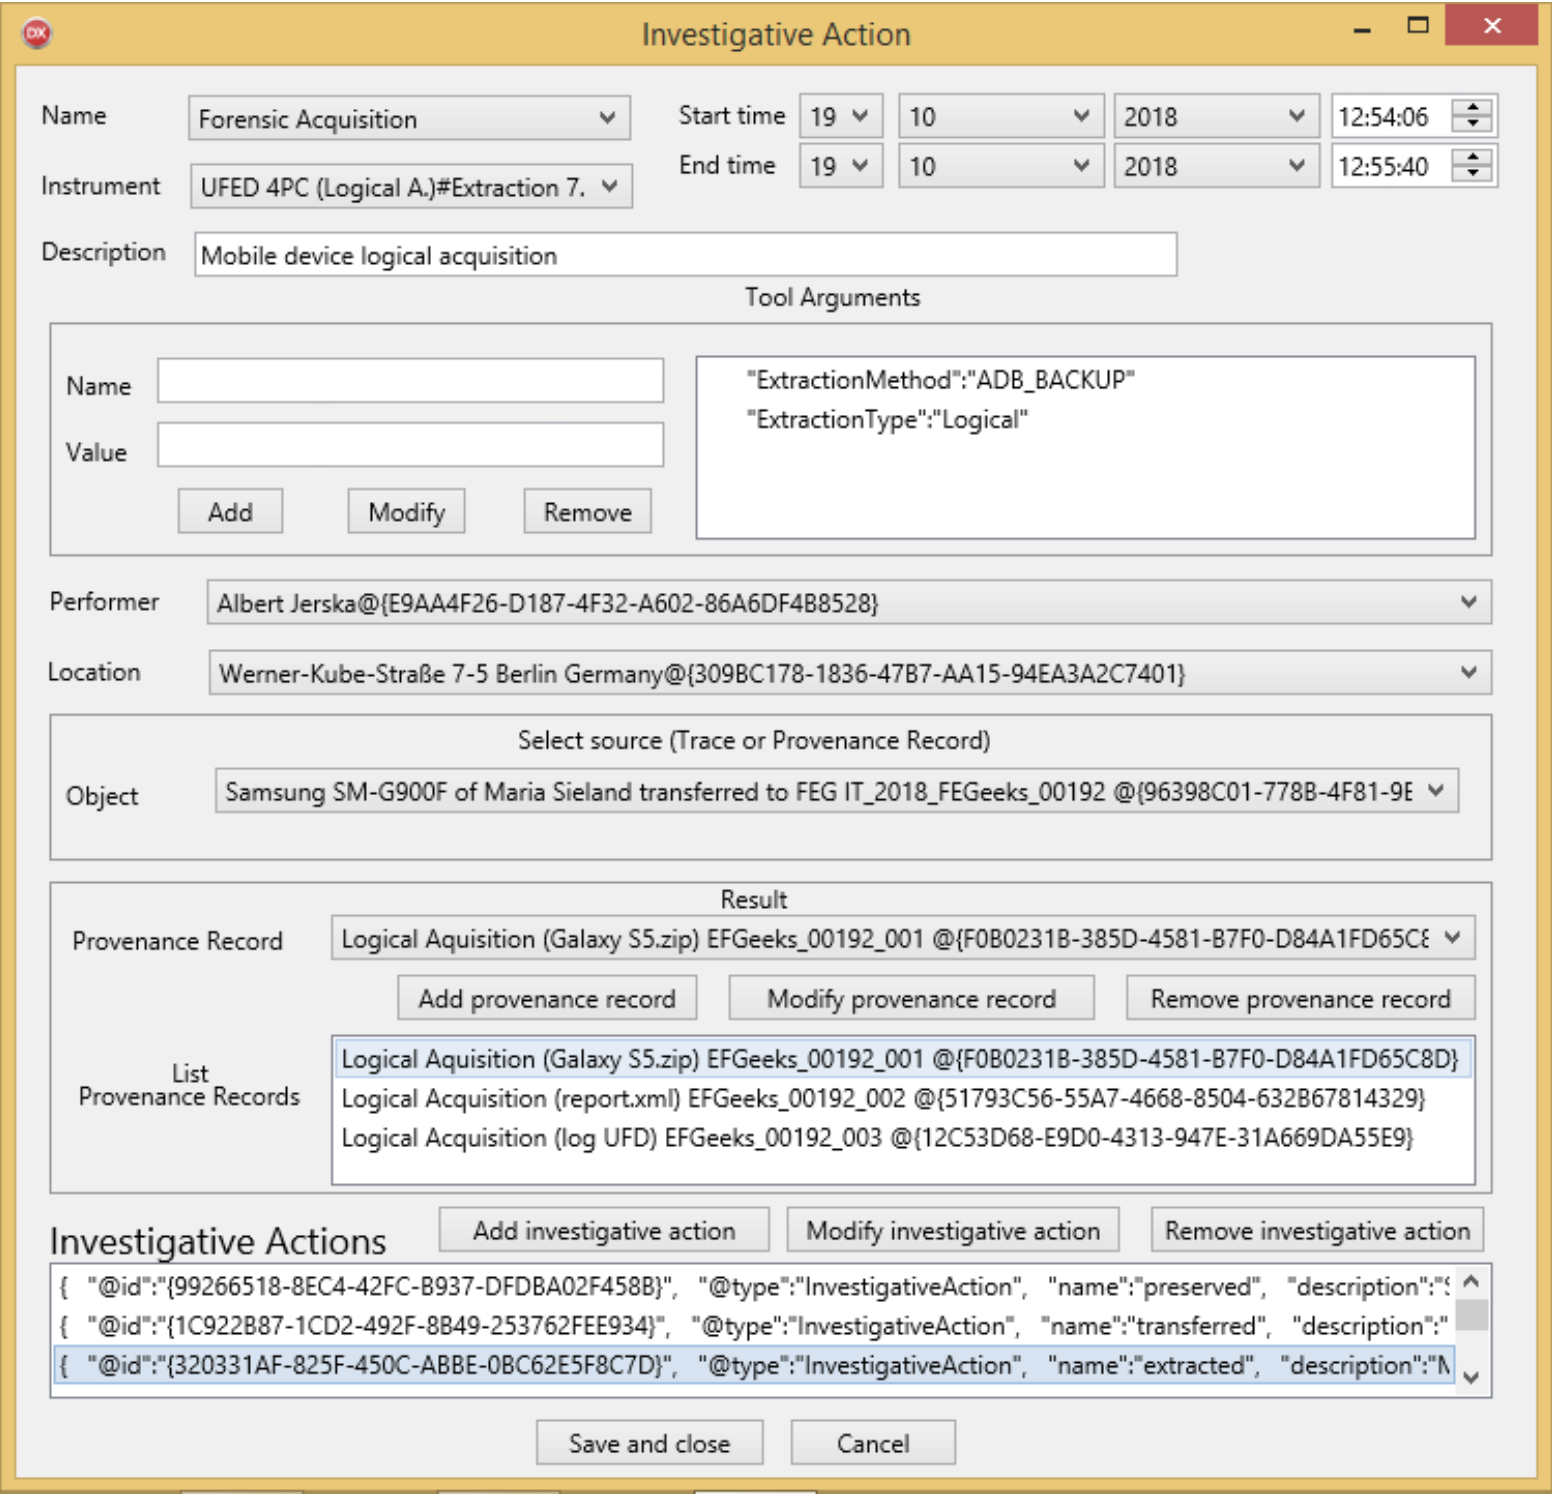 DX
Investigative Action
Name
Forensic Acquisition
Start time
19
10
2018
12:54:06
End time
19
10
2018
12:55:40
Instrument
UFED 4PC (Logical A.)#Extraction 7.
Description
Mobile device logical acquisition
Tool Arguments
Name
Value
Add
Modify
Remove
"ExtractionMethod":"ADB_BACKUP"
"ExtractionType":"Logical"
Performer
Albert Jerska@{E9AA4F26-D187-4F32-A602-86A6DF4B8528}
Location
Werner-Kube-Straße 7-5 Berlin Germany@{309BC178-1836-47B7-AA15-94EA3A2C7401}
Select source (Trace or Provenance Record)
Object
Samsung SM-G900F of Maria Sieland transferred to FEG IT_2018_FEGeeks_00192 @{96398C01-778B-4F81-9E
Result
Provenance Record
Logical Aquisition (Galaxy S5.zip) EFGeeks_00192_001 @{F0B0231B-385D-4581-B7F0-D84A1FD65C8
Add provenance record
Modify provenance record
Remove provenance record
List
Provenance Records
Logical Aquisition (Galaxy S5.zip) EFGeeks_00192_001 @{F0B0231B-385D-4581-B7F0-D84A1FD65C8D}
Logical Acquisition (report.xml) EFGeeks_00192_002 @{51793C56-55A7-4668-8504-632B67814329}
Logical Acquisition (log UFD) EFGeeks_00192_003 @{12C53D68-E9D0-4313-947E-31A669DA55E9}
Investigative Actions
Add investigative action
Modify investigative action
Remove investigative action
{ "@id":"{99266518-8EC4-42FC-B937-DFDBA02F458B}", "@type":"InvestigativeAction", "name":"preserved", "description":"S
{ "@id":"{1C922B87-1CD2-492F-8B49-253762FEE934}", "@type":"InvestigativeAction", "name":"transferred", "description":"
{ "@id":"{320331AF-825F-450C-ABBE-0BC62E5F8C7D}", "@type":"InvestigativeAction", "name":"extracted", "description":"M
Save and close
Cancel